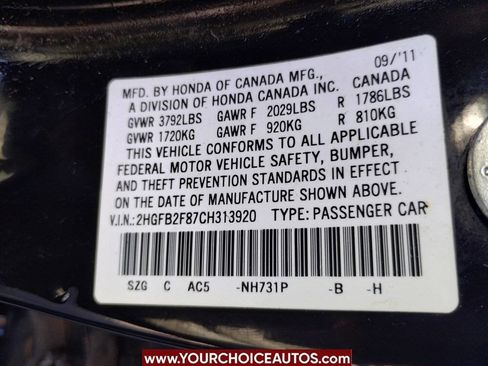 MFD. BY HONDA OF CANADA MFG., 09/'11
A DIVISION OF HONDA CANADA INC. CANADA
GVWR 3792LBS GAWR F 2029LBS R 1786LBS
GVWR 1720KG GAWR F 920KG R 810KG
THIS VEHICLE CONFORMS TO ALL APPLICABLE
FEDERAL MOTOR VEHICLE SAFETY, BUMPER,
AND THEFT PREVENTION STANDARDS IN EFFECT
ON THE DATE OF MANUFACTURE SHOWN ABOVE.
V.I.N.: 2HGFB2F87CH313920 TYPE: PASSENGER CAR
SZG C AC5 -NH731P -B -H
www.YOURCHOICEAUTOS.COM